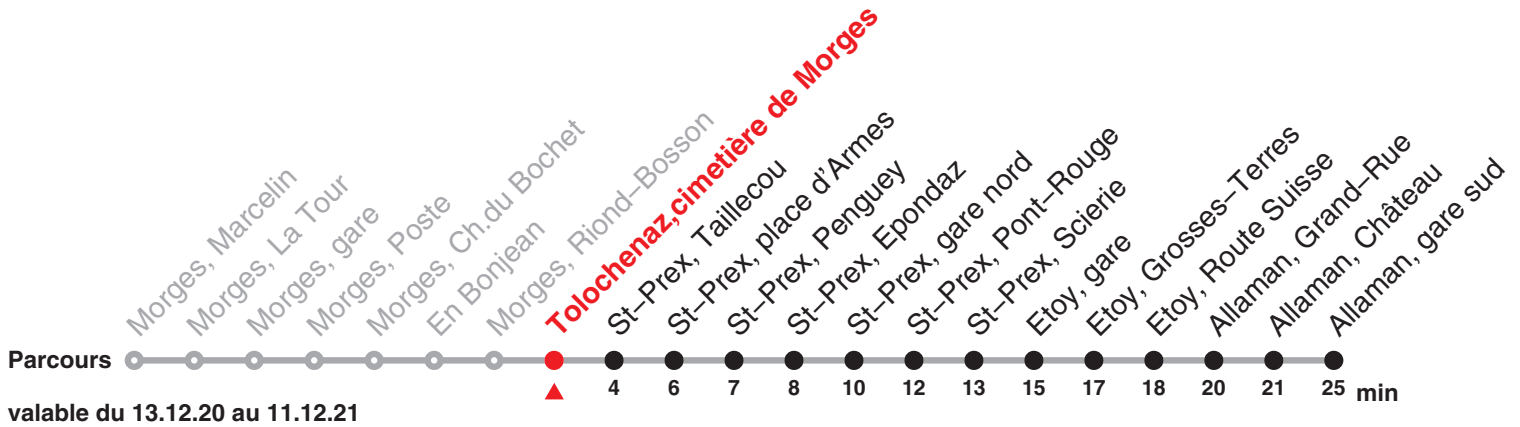 Morges, Marcelin
Morges, La Tour
Morges, gare
Morges, Poste
Morges, Ch.du Bochet
En Bonjean
Morges, Riond–Bosson
Tolochenaz,cimetière de Morges
St–Prex, Taillecou
St–Prex, place d'Armes
St–Prex, Penguey
St–Prex, Epondaz
St–Prex, gare nord
St–Prex, Pont–Rouge
St–Prex, Scierie
Etoy, gare
Etoy, Grosses–Terres
Etoy, Route Suisse
Allaman, Grand–Rue
Allaman, Château
Allaman, gare sud
Parcours
4 6 7 8 10 12 13 15 17 18 20 21 25 min
valable du 13.12.20 au 11.12.21